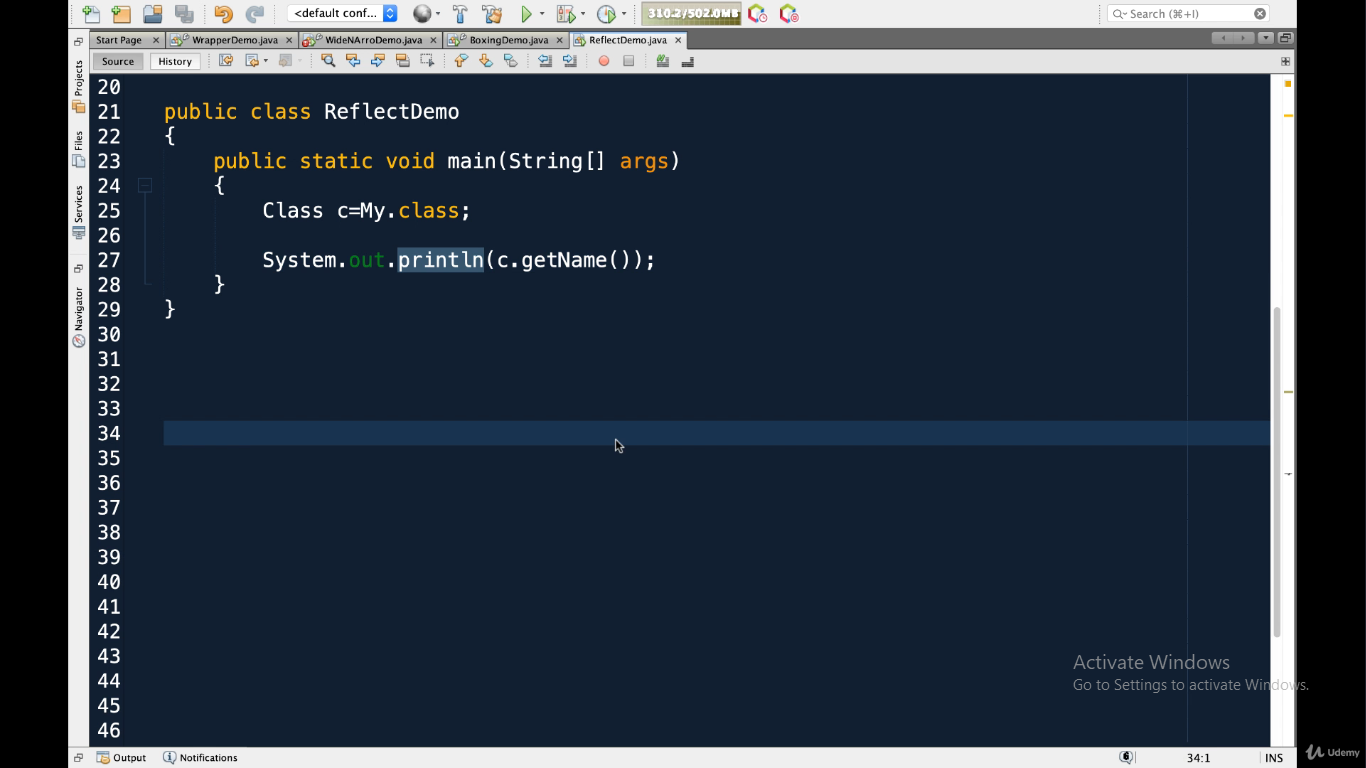 <default conf...
310.2/502.0MB
Search (⌘+I)
Start Page
WrapperDemo.java
WideNArroDemo.java
BoxingDemo.java
ReflectDemo.java
Source
History
Projects
Files
Services
Navigator
20
21 public class ReflectDemo
22 {
23 public static void main(String[] args)
24 {
25 Class c=My.class;
26
27 System.out.println(c.getName());
28 }
29 }
30
31
32
33
34
35
36
37
38
39
40
41
42
43
44
45
46
Activate Windows
Go to Settings to activate Windows.
Output
Notifications
6
34:1
INS
Udemy